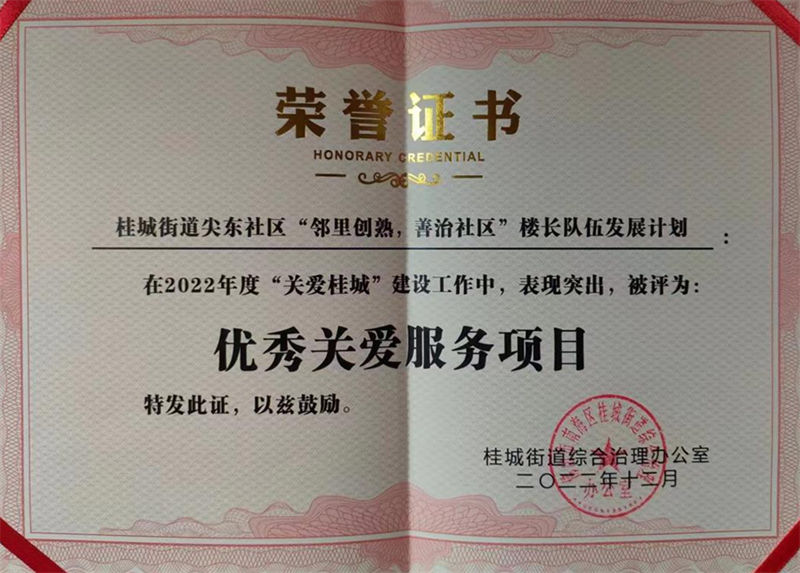 荣誉证书
HONORARY CREDENTIAL
桂城街道尖东社区“邻里创熟，善治社区”楼长队伍发展计划：
在2022年度“关爱桂城”建设工作中，表现突出，被评为：
优秀关爱服务项目
特发此证，以兹鼓励。
桂城街道综合治理办公室
二〇二二年十二月
办公室